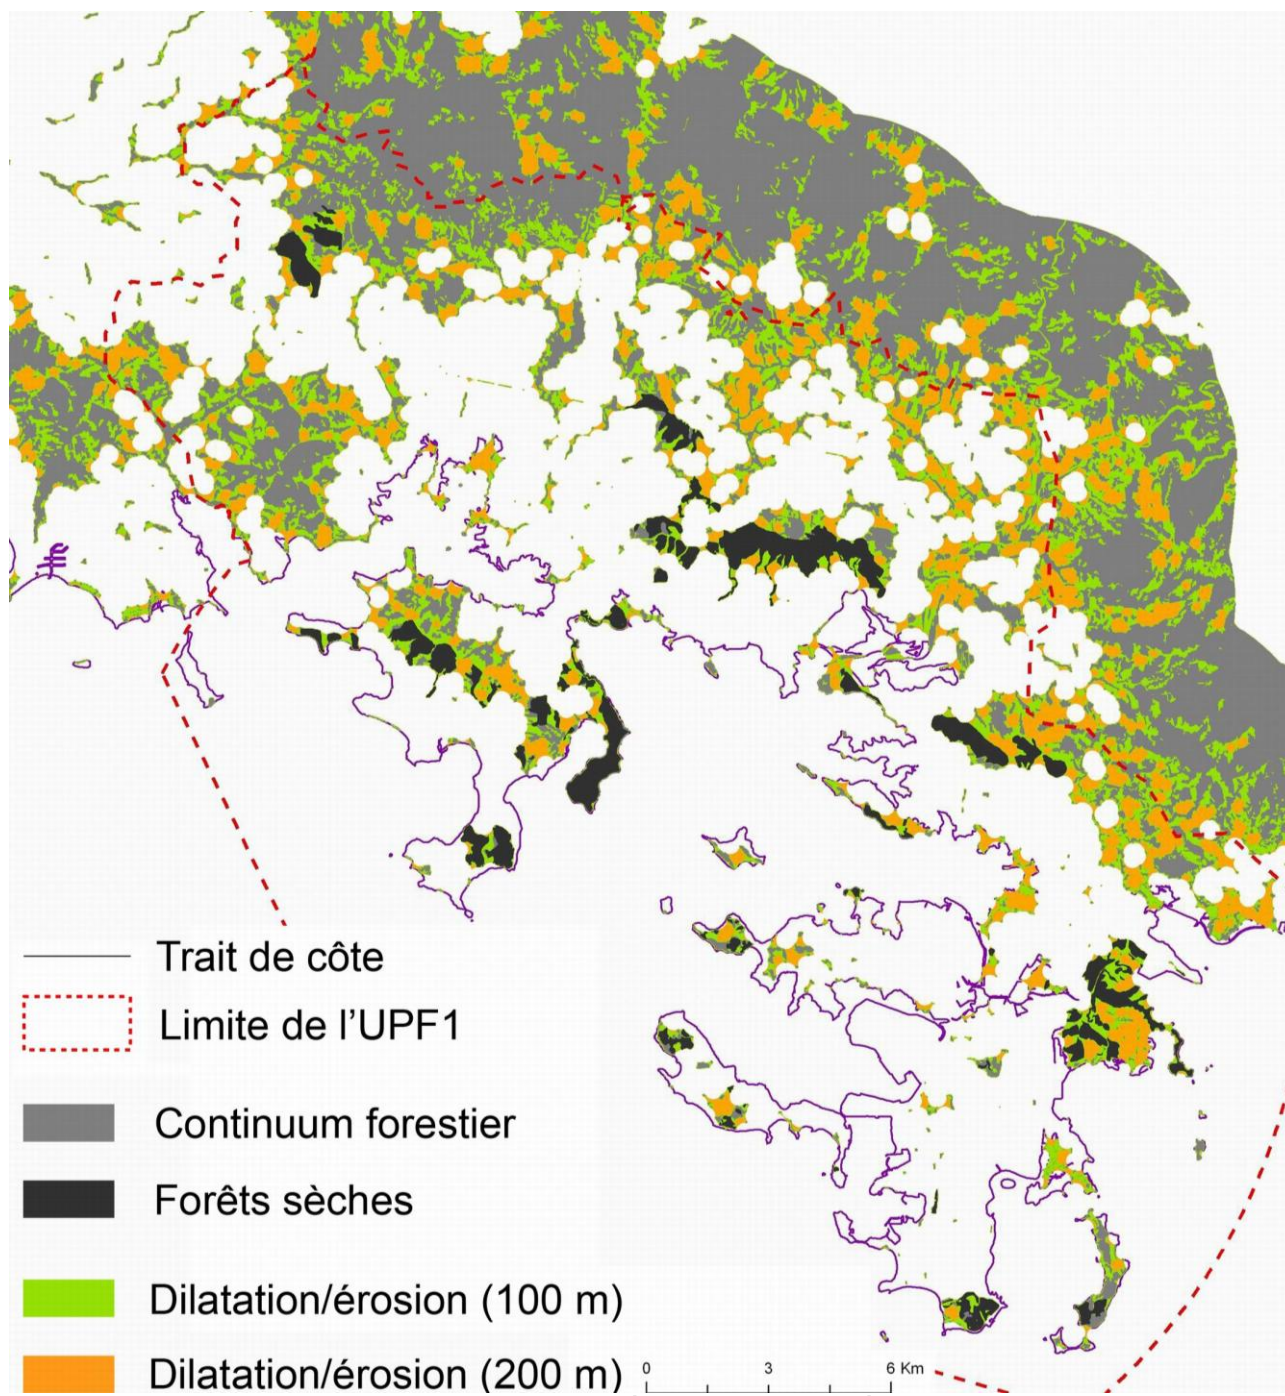 Trait de côte
Limite de l’UPF1
Continuum forestier
Forêts sèches
Dilatation/érosion (100 m)
Dilatation/érosion (200 m)
0 3 6 Km